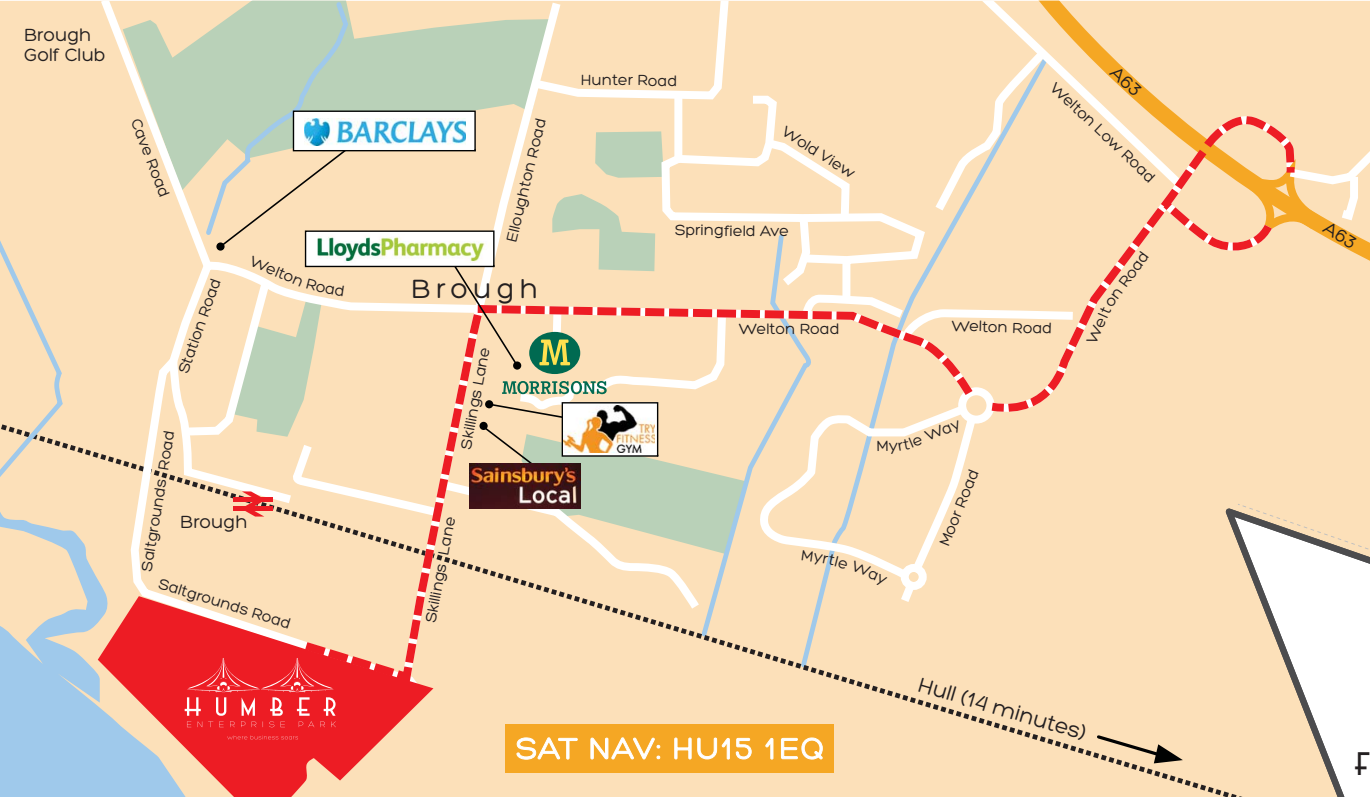 Brough
Golf Club
Cave Road
BARCLAYS
Hunter Road
A63
Elloughton Road
Wold View
Welton Low Road
LloydsPharmacy
Springfield Ave
A63
Welton Road
Brough
Station Road
Welton Road
Welton Road
Welton Road
M
MORRISONS
Skillings Lane
TRY
FITNESS
GYM
Myrtle Way
Sainsbury's
Local
Saltgrounds Road
Brough
Moor Road
Skillings Lane
Myrtle Way
Saltgrounds Road
HUMBER
ENTERPRISE PARK
where business soars
Hull (14 minutes)
SAT NAV: HU15 1EQ
F